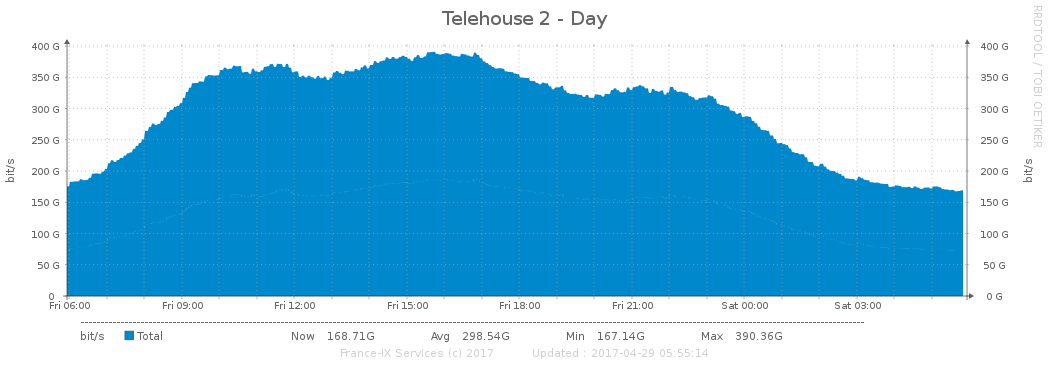 Telehouse 2 - Day
RRDTOOL / TOBI OETIKER
bit/s
400 G 400 G
350 G 350 G
300 G 300 G
250 G 250 G
200 G 200 G
150 G 150 G
100 G 100 G
50 G 50 G
0 0 G
bit/s
Fri 06:00 Fri 09:00 Fri 12:00 Fri 15:00 Fri 18:00 Fri 21:00 Sat 00:00 Sat 03:00
bit/s Total Now 168.71G Avg 298.54G Min 167.14G Max 390.36G
France-IX Services (c) 2017 Updated : 2017-04-29 05:55:14